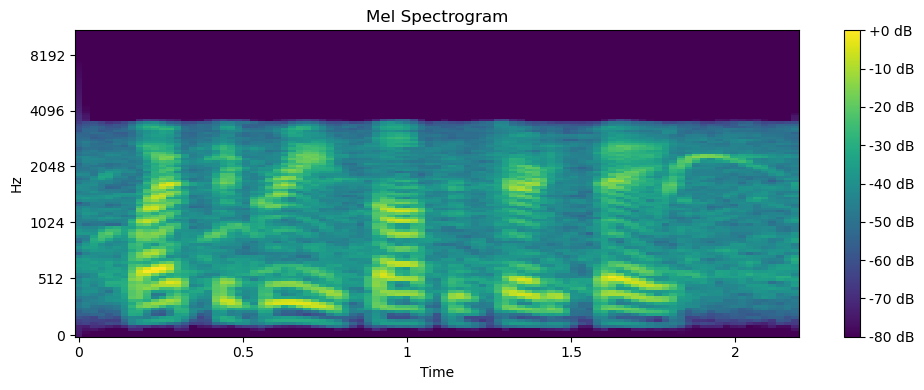 Mel Spectrogram
8192
4096
2048
1024
512
0
Hz
0
0.5
1
1.5
2
Time
+0 dB
-10 dB
-20 dB
-30 dB
-40 dB
-50 dB
-60 dB
-70 dB
-80 dB